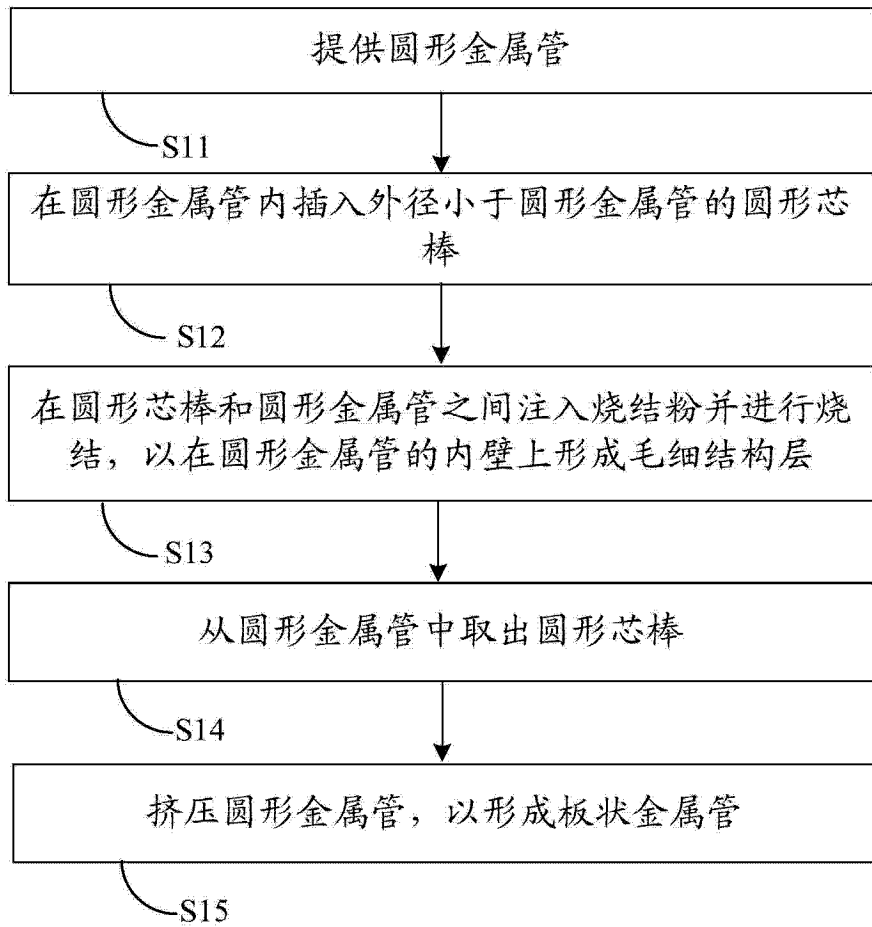 提供圆形金属管
S11
在圆形金属管内插入外径小于圆形金属管的圆形芯
棒
S12
在圆形芯棒和圆形金属管之间注入烧结粉并进行烧
结，以在圆形金属管的内壁上形成毛细结构层
S13
从圆形金属管中取出圆形芯棒
S14
挤压圆形金属管，以形成板状金属管
S15